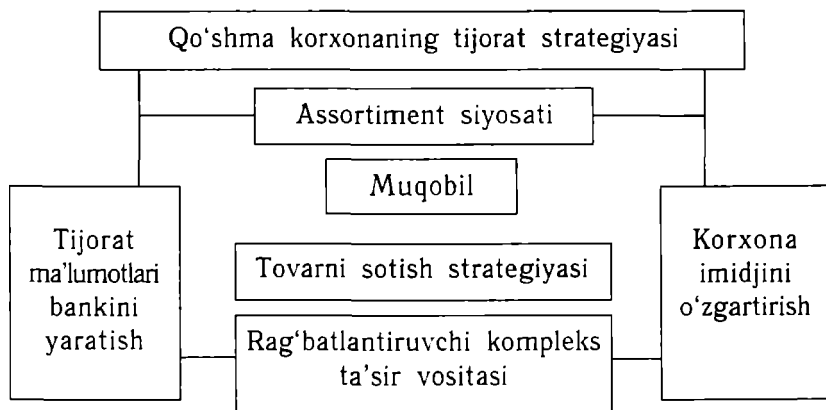 Qo‘shma korxonaning tijorat strategiyasi
Assortiment siyosati
Muqobil
Tijorat
ma’lumotlari
bankini
yaratish
Tovarni sotish strategiyasi
Rag‘batlantiruvchi kompleks
ta’sir vositasi
Korxona
imidjini
o‘zgartirish